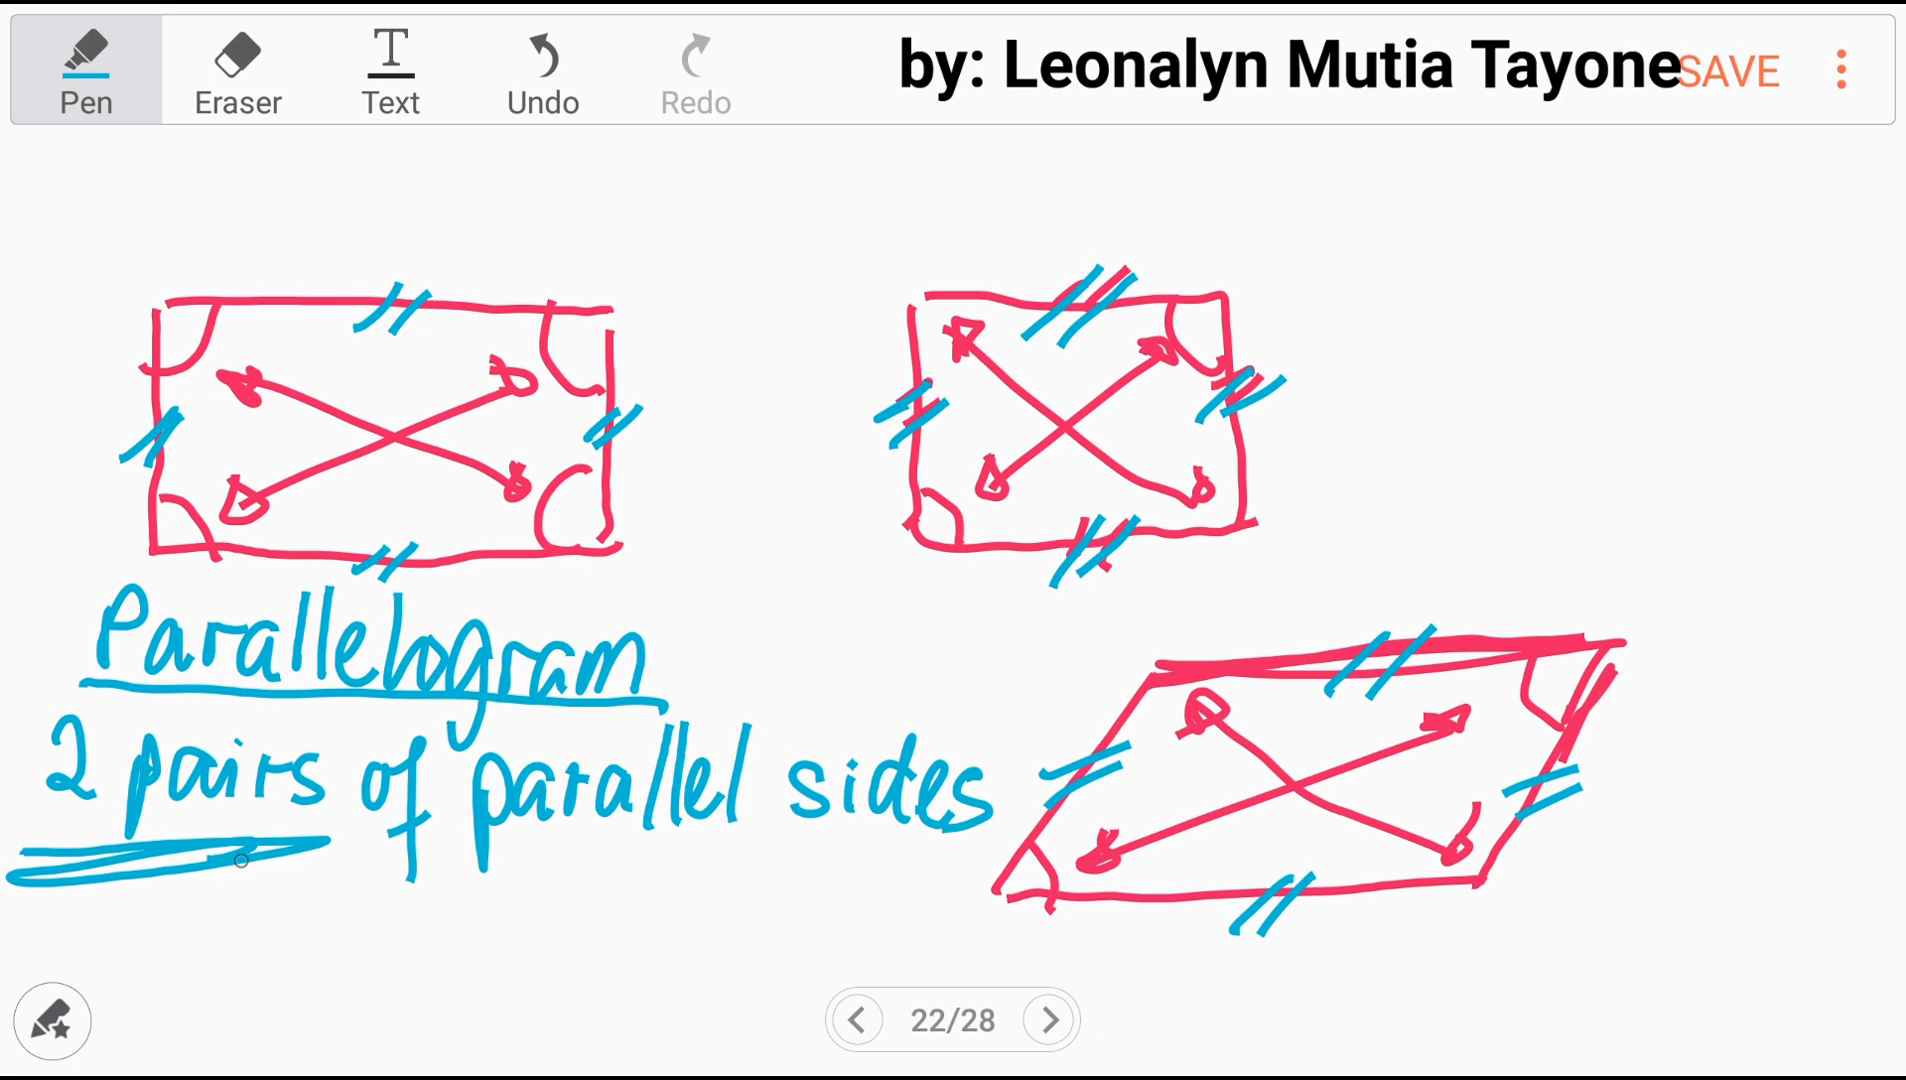 Pen
Eraser
Text
Undo
Redo
by: Leonalyn Mutia Tayone
SAVE
Parallelogram
2 pairs of parallel sides
22/28